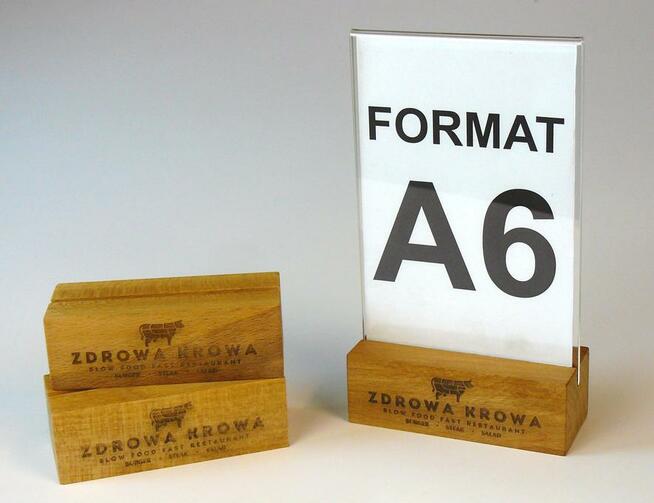 FORMAT
A6
ZDROWA KROWA
SLOW FOOD FAST RESTAURANT
BURGER · STEAK · SALAD
ZDROWA KROWA
SLOW FOOD FAST RESTAURANT
BURGER · STEAK · SALAD
ZDROWA KROWA
SLOW FOOD FAST RESTAURANT
BURGER · STEAK · SALAD